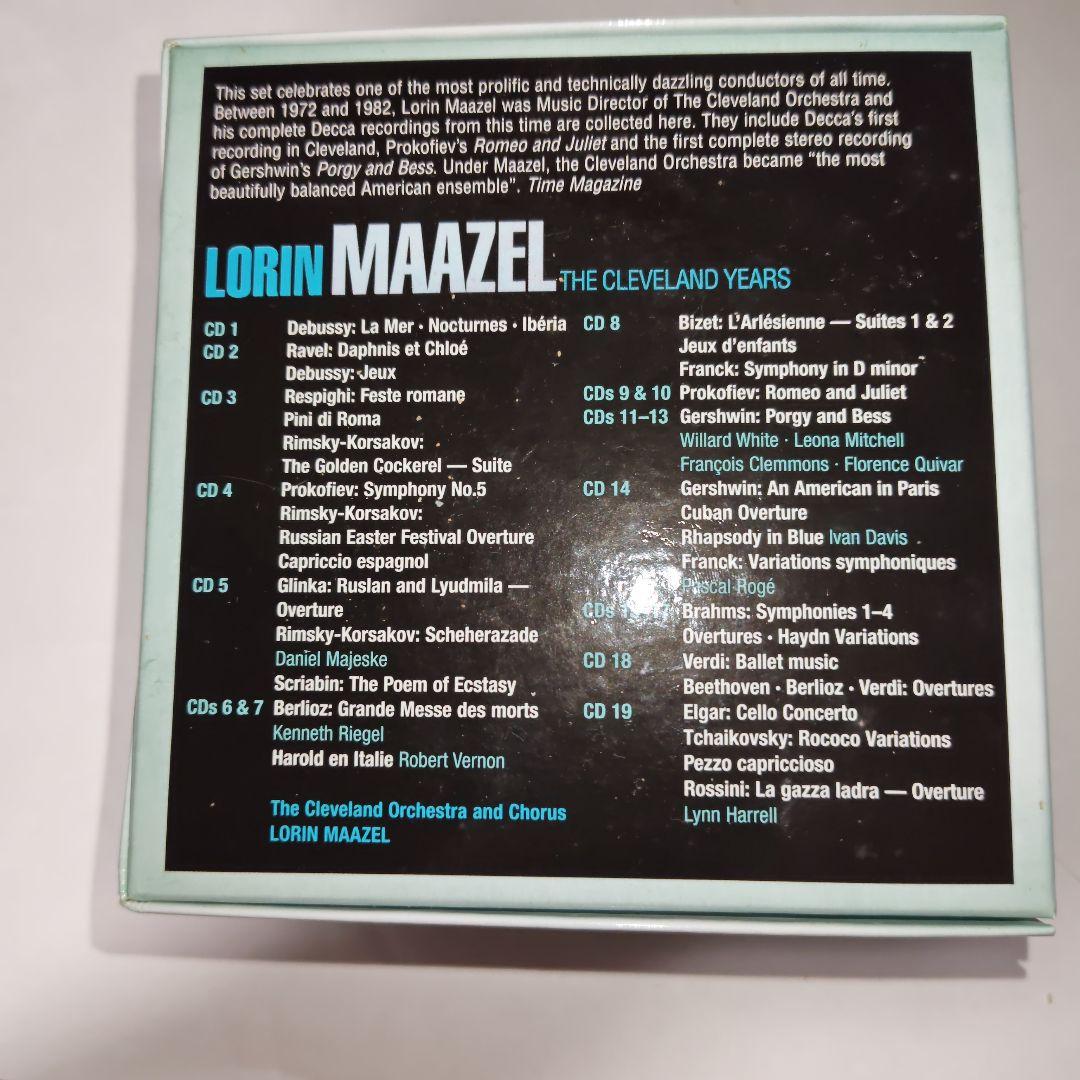 This set celebrates one of the most prolific and technically dazzling conductors of all time.
Between 1972 and 1982, Lorin Maazel was Music Director of The Cleveland Orchestra and
his complete Decca recordings from this time are collected here. They include Decca's first
recording in Cleveland, Prokofiev's Romeo and Juliet and the first complete stereo recording
of Gershwin's Porgy and Bess. Under Maazel, the Cleveland Orchestra became "the most
beautifully balanced American ensemble". Time Magazine
LORIN MAAZEL THE CLEVELAND YEARS
CD 1 Debussy: La Mer · Nocturnes · Ibéria
CD 2 Ravel: Daphnis et Chloé
Debussy: Jeux
CD 3 Respighi: Feste romane
Pini di Roma
Rimsky-Korsakov:
The Golden Cockerel — Suite
CD 4 Prokofiev: Symphony No.5
Rimsky-Korsakov:
Russian Easter Festival Overture
Capriccio espagnol
CD 5 Glinka: Ruslan and Lyudmila —
Overture
Rimsky-Korsakov: Scheherazade
Daniel Majeske
Scriabin: The Poem of Ecstasy
CDs 6 & 7 Berlioz: Grande Messe des morts
Kenneth Riegel
Harold en Italie Robert Vernon
The Cleveland Orchestra and Chorus
LORIN MAAZEL
CD 8 Bizet: L'Arlésienne — Suites 1 & 2
Jeux d'enfants
Franck: Symphony in D minor
CDs 9 & 10 Prokofiev: Romeo and Juliet
CDs 11–13 Gershwin: Porgy and Bess
Willard White · Leona Mitchell
François Clemmons · Florence Quivar
CD 14 Gershwin: An American in Paris
Cuban Overture
Rhapsody in Blue Ivan Davis
Franck: Variations symphoniques
Pascal Rogé
CDs Brahms: Symphonies 1–4
Overtures · Haydn Variations
CD 18 Verdi: Ballet music
Beethoven · Berlioz · Verdi: Overtures
CD 19 Elgar: Cello Concerto
Tchaikovsky: Rococo Variations
Pezzo capriccioso
Rossini: La gazza ladra — Overture
Lynn Harrell